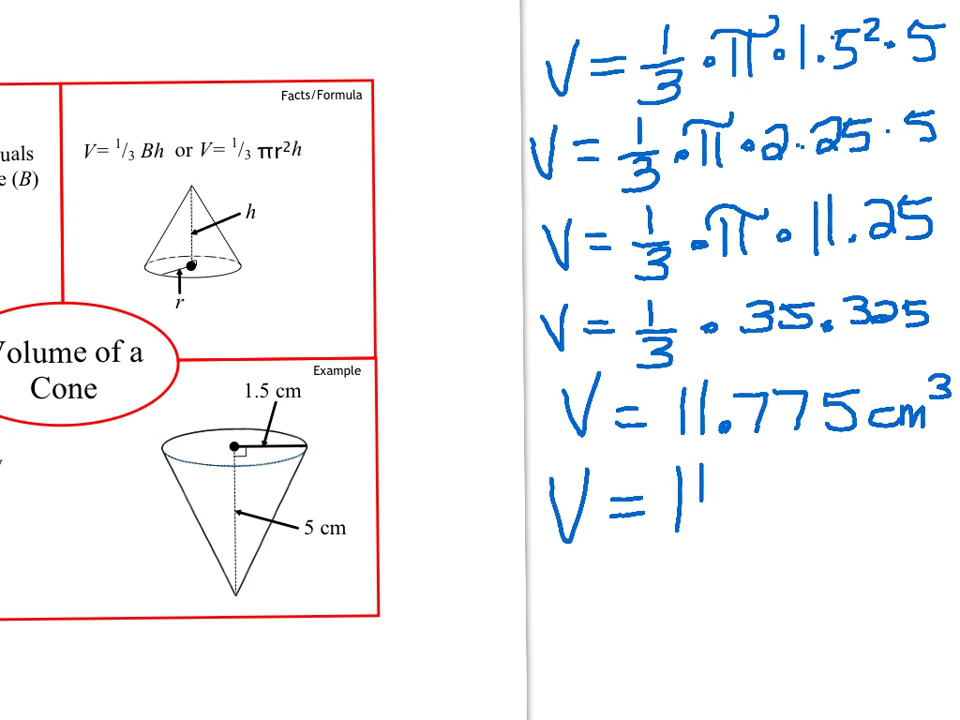 uals
e (B)
Facts/Formula
V= 1/3 Bh or V= 1/3 πr²h
h
r
Volume of a
Cone
Example
1.5 cm
5 cm
V = 1/3 · π · 1.5² · 5
V = 1/3 · π · 2.25 · 5
V = 1/3 · π · 11.25
V = 1/3 · 35.325
V = 11.775 cm³
V = 11